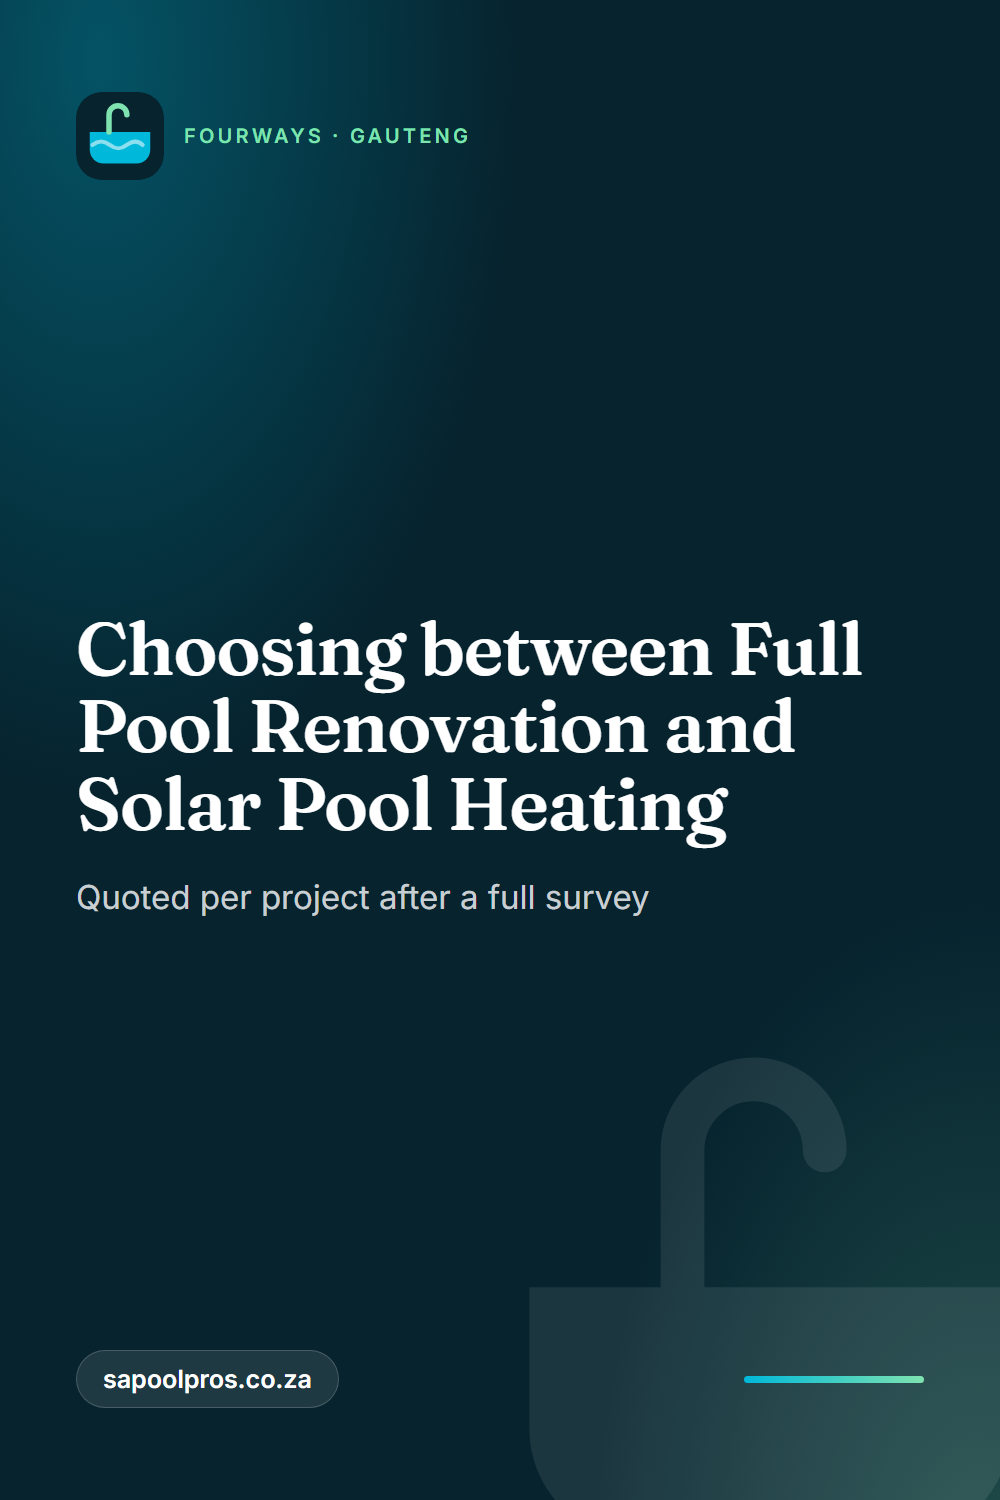 FOURWAYS · GAUTENG
Choosing between Full
Pool Renovation and
Solar Pool Heating
Quoted per project after a full survey
sapoolpros.co.za